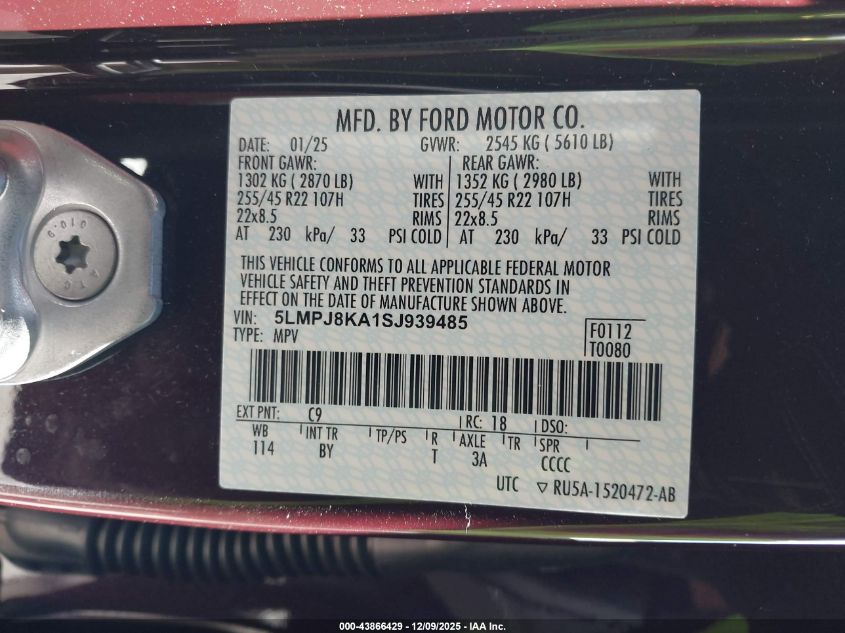 MFD. BY FORD MOTOR CO.
DATE: 01/25 GVWR: 2545 KG ( 5610 LB)
FRONT GAWR: REAR GAWR:
1302 KG ( 2870 LB) WITH 1352 KG ( 2980 LB) WITH
255/45 R22 107H TIRES 255/45 R22 107H TIRES
22x8.5 RIMS 22x8.5 RIMS
AT 230 kPa/ 33 PSI COLD AT 230 kPa/ 33 PSI COLD
THIS VEHICLE CONFORMS TO ALL APPLICABLE FEDERAL MOTOR
VEHICLE SAFETY AND THEFT PREVENTION STANDARDS IN
EFFECT ON THE DATE OF MANUFACTURE SHOWN ABOVE.
VIN: 5LMPJ8KA1SJ939485
TYPE: MPV
F0112
T0080
EXT PNT: C9 RC: 18 DSO:
WB INT TR TP/PS R AXLE TR SPR
114 BY T 3A CCCC
UTC ▽ RU5A-1520472-AB
000-43866429 - 12/09/2025 - IAA Inc.